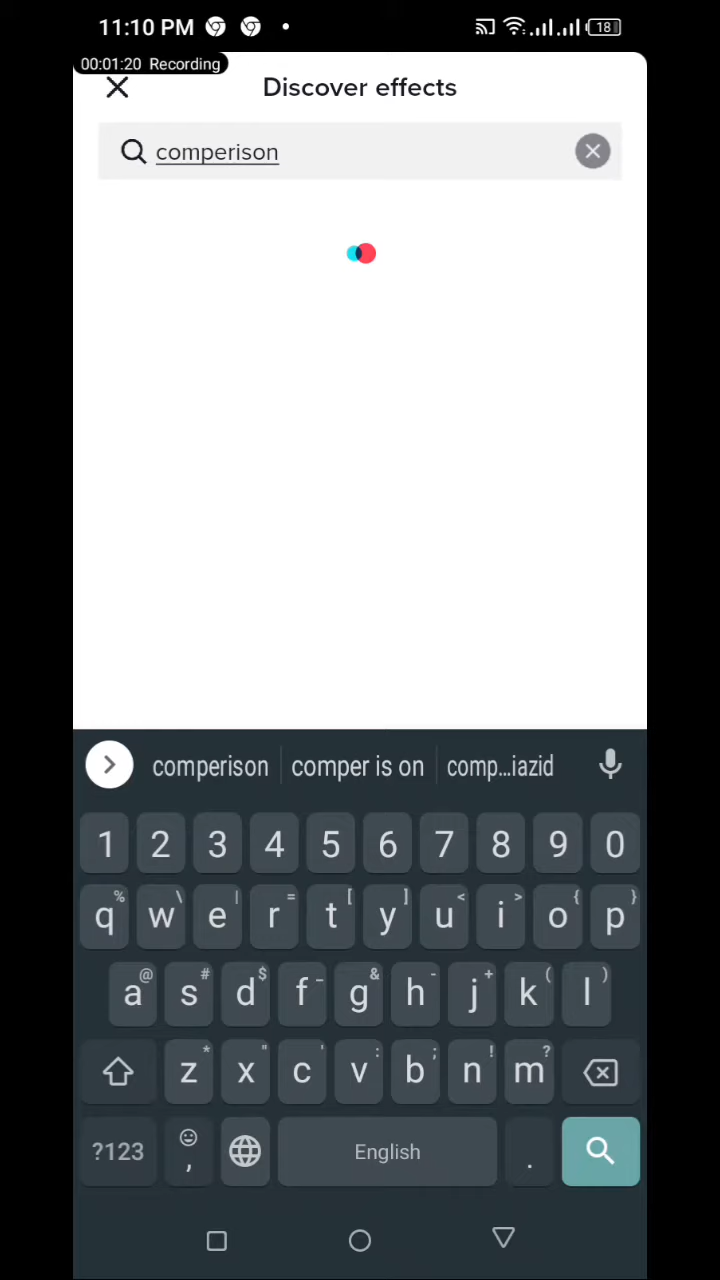 11:10 PM 18
00:01:20 Recording
Discover effects
comperison
comperison comper is on comp...iazid
1 2 3 4 5 6 7 8 9 0
% \ | = [ ] < > { }
q w e r t y u i o p
@ # $ _ & - + ( )
a s d f g h j k l
* " ' : ; ! ?
z x c v b n m
?123 , English .